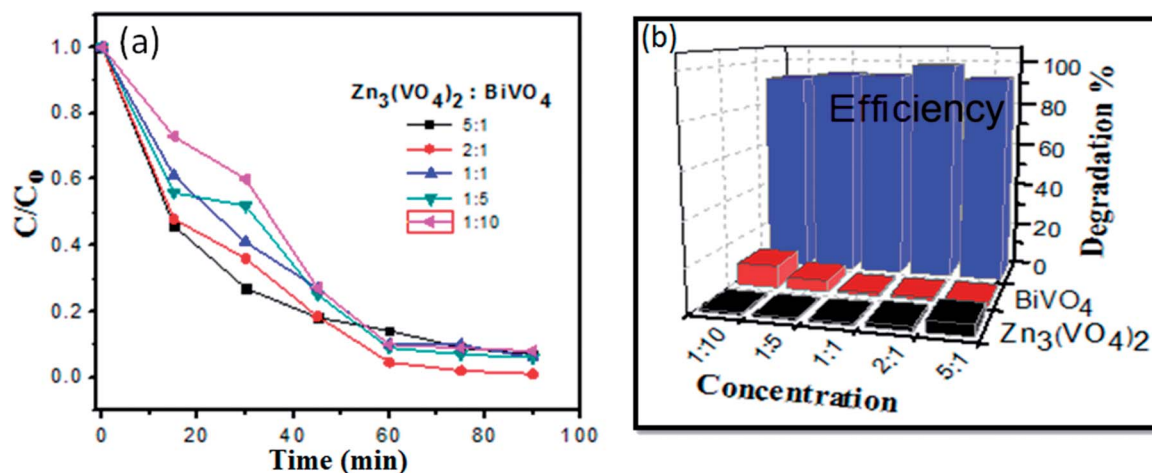 (a)
Zn3(VO4)2 : BiVO4
5:1
2:1
1:1
1:5
1:10
C/Co
1.0
0.8
0.6
0.4
0.2
0.0
0 20 40 60 80 100
Time (min)
(b)
Efficiency
100
80
60
40
20
0
Degradation %
BiVO4
Zn3(VO4)2
1:10 1:5 1:1 2:1 5:1
Concentration